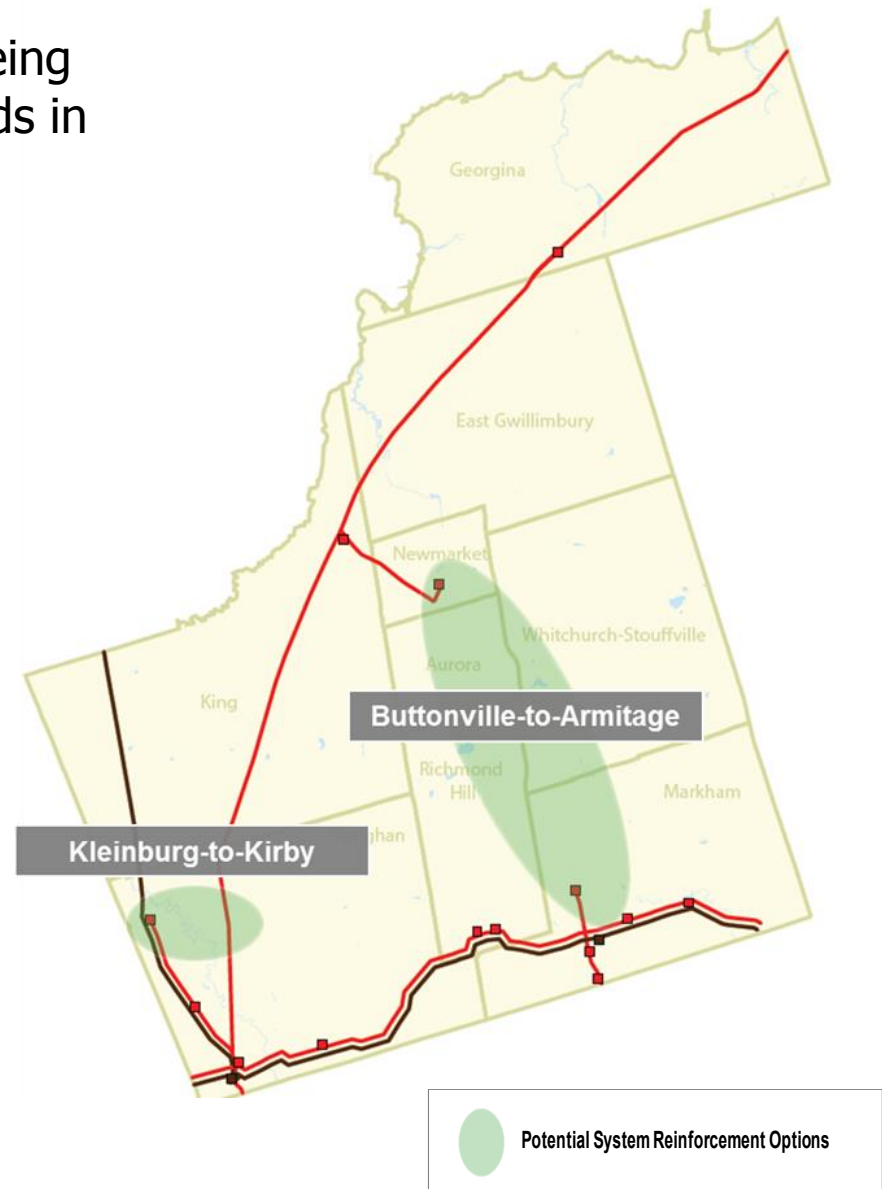 eing
ds in
Georgina
East Gwillimbury
Newmarket
Whitchurch-Stouffville
Aurora
King
Buttonville-to-Armitage
Richmond
Hill
Markham
Kleinburg-to-Kirby
ghan
Potential System Reinforcement Options